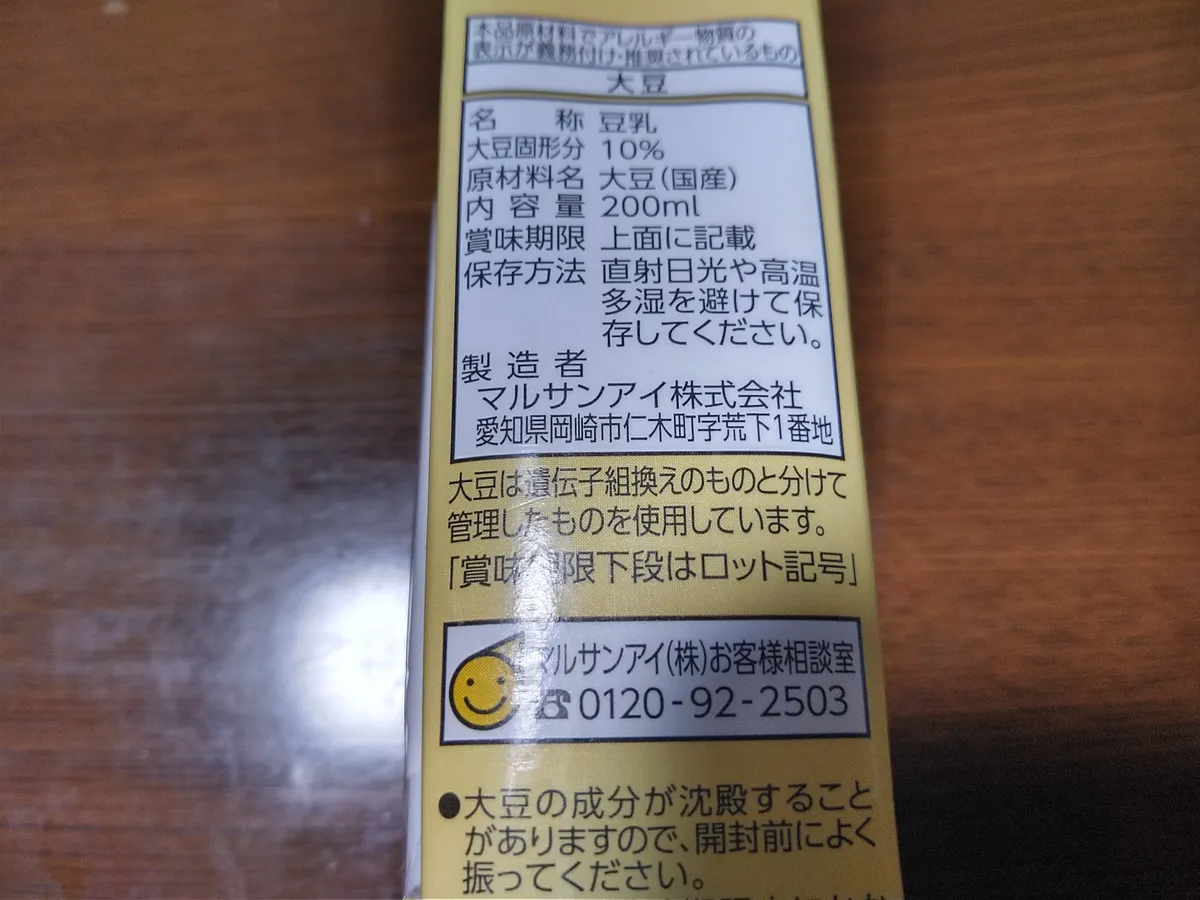 本品原材料でアレルギー物質の
表示が義務付け・推奨されているもの
大豆
名 称 豆乳
大豆固形分 10%
原材料名 大豆(国産)
内容量 200ml
賞味期限 上面に記載
保存方法 直射日光や高温
多湿を避けて保
存してください。
製造者
マルサンアイ株式会社
愛知県岡崎市仁木町字荒下1番地
大豆は遺伝子組換えのものと分けて
管理したものを使用しています。
「賞味期限下段はロット記号」
マルサンアイ(株)お客様相談室
☎0120-92-2503
●大豆の成分が沈殿すること
がありますので、開封前によく
振ってください。